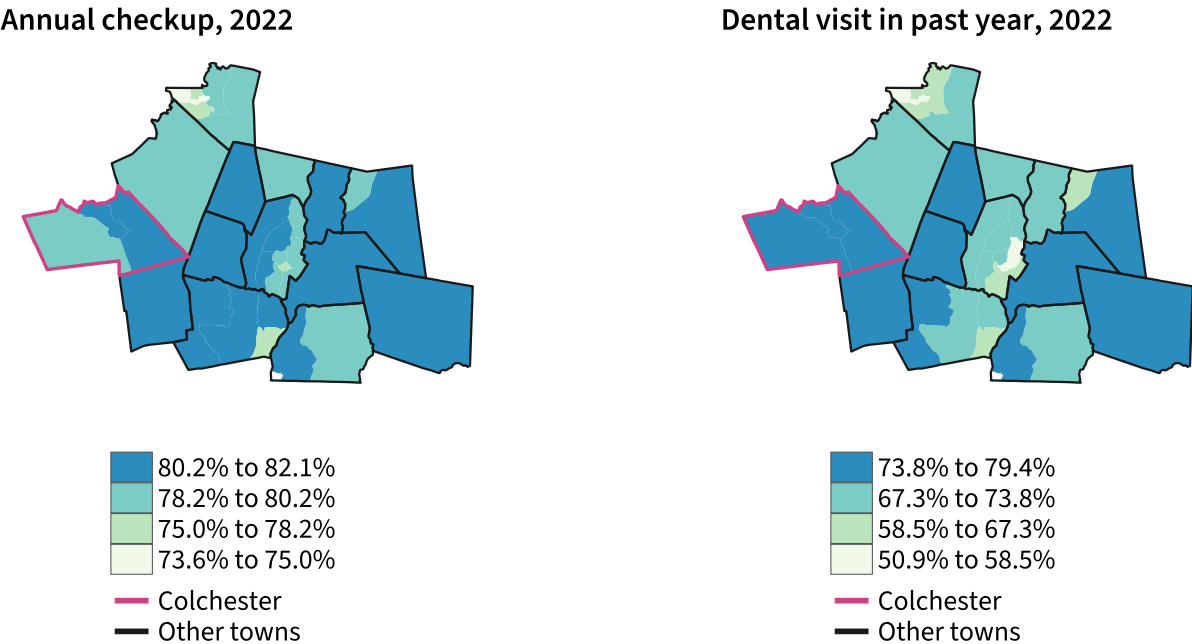 Annual checkup, 2022
80.2% to 82.1%
78.2% to 80.2%
75.0% to 78.2%
73.6% to 75.0%
Colchester
Other towns
Dental visit in past year, 2022
73.8% to 79.4%
67.3% to 73.8%
58.5% to 67.3%
50.9% to 58.5%
Colchester
Other towns